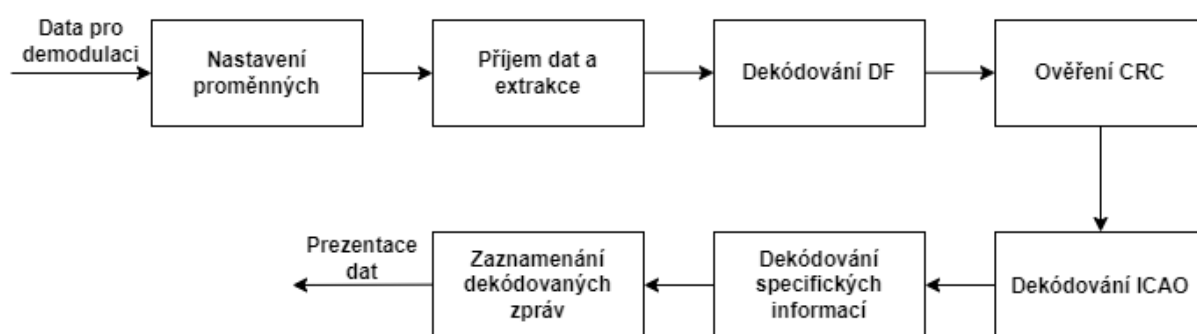 Data pro
demodulaci
Nastavení
proměnných
Příjem dat a
extrakce
Dekódování DF
Ověření CRC
Dekódování ICAO
Dekódování
specifických
informací
Zaznamenání
dekódovaných
zpráv
Prezentace
dat